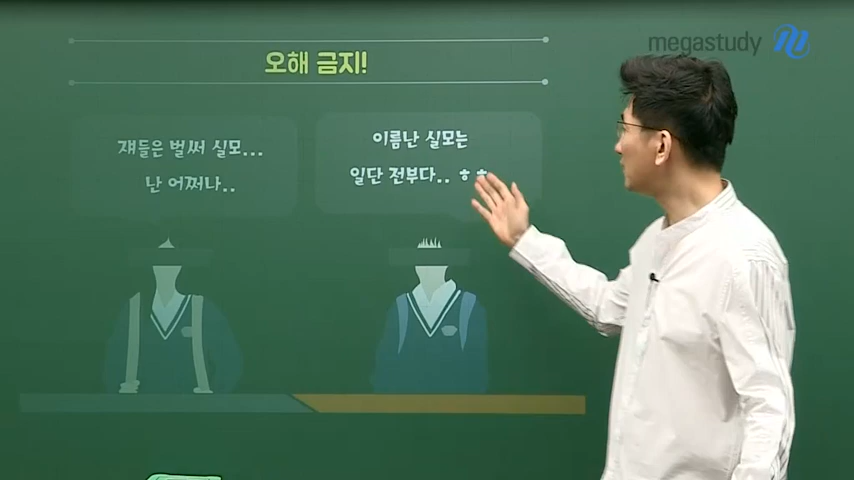 megastudy
오해 금지!
쟤들은 벌써 실모...
난 어쩌나..
이름난 실모는
일단 전부다.. ㅎㅎ